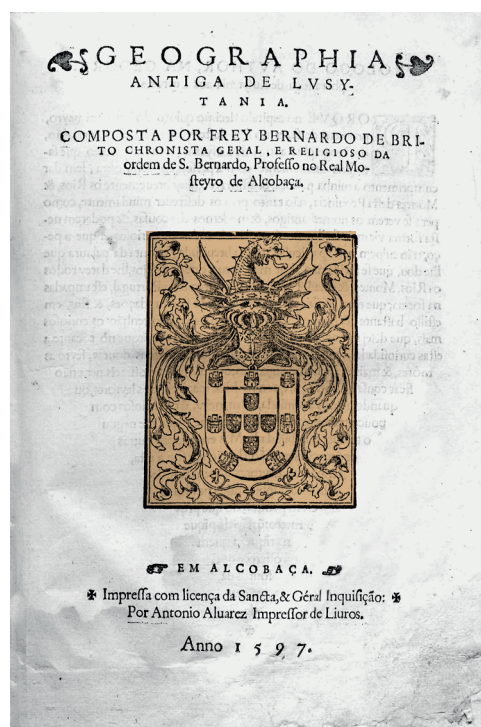 GEOGRAPHIA
ANTIGA DE LVSY-
TANIA.
COMPOSTA POR FREY BERNARDO DE BRI-
TO CHRONISTA GERAL, E RELIGIOSO DA
ordem de S. Bernardo, Profeſſo no Real Mo-
ſteyro de Alcobaça.
EM ALCOBAÇA.
Impreſſa com licença da Sancta, & Géral Inquiſição:
Por Antonio Aluarez Impreſſor de Liuros.
Anno 1597.